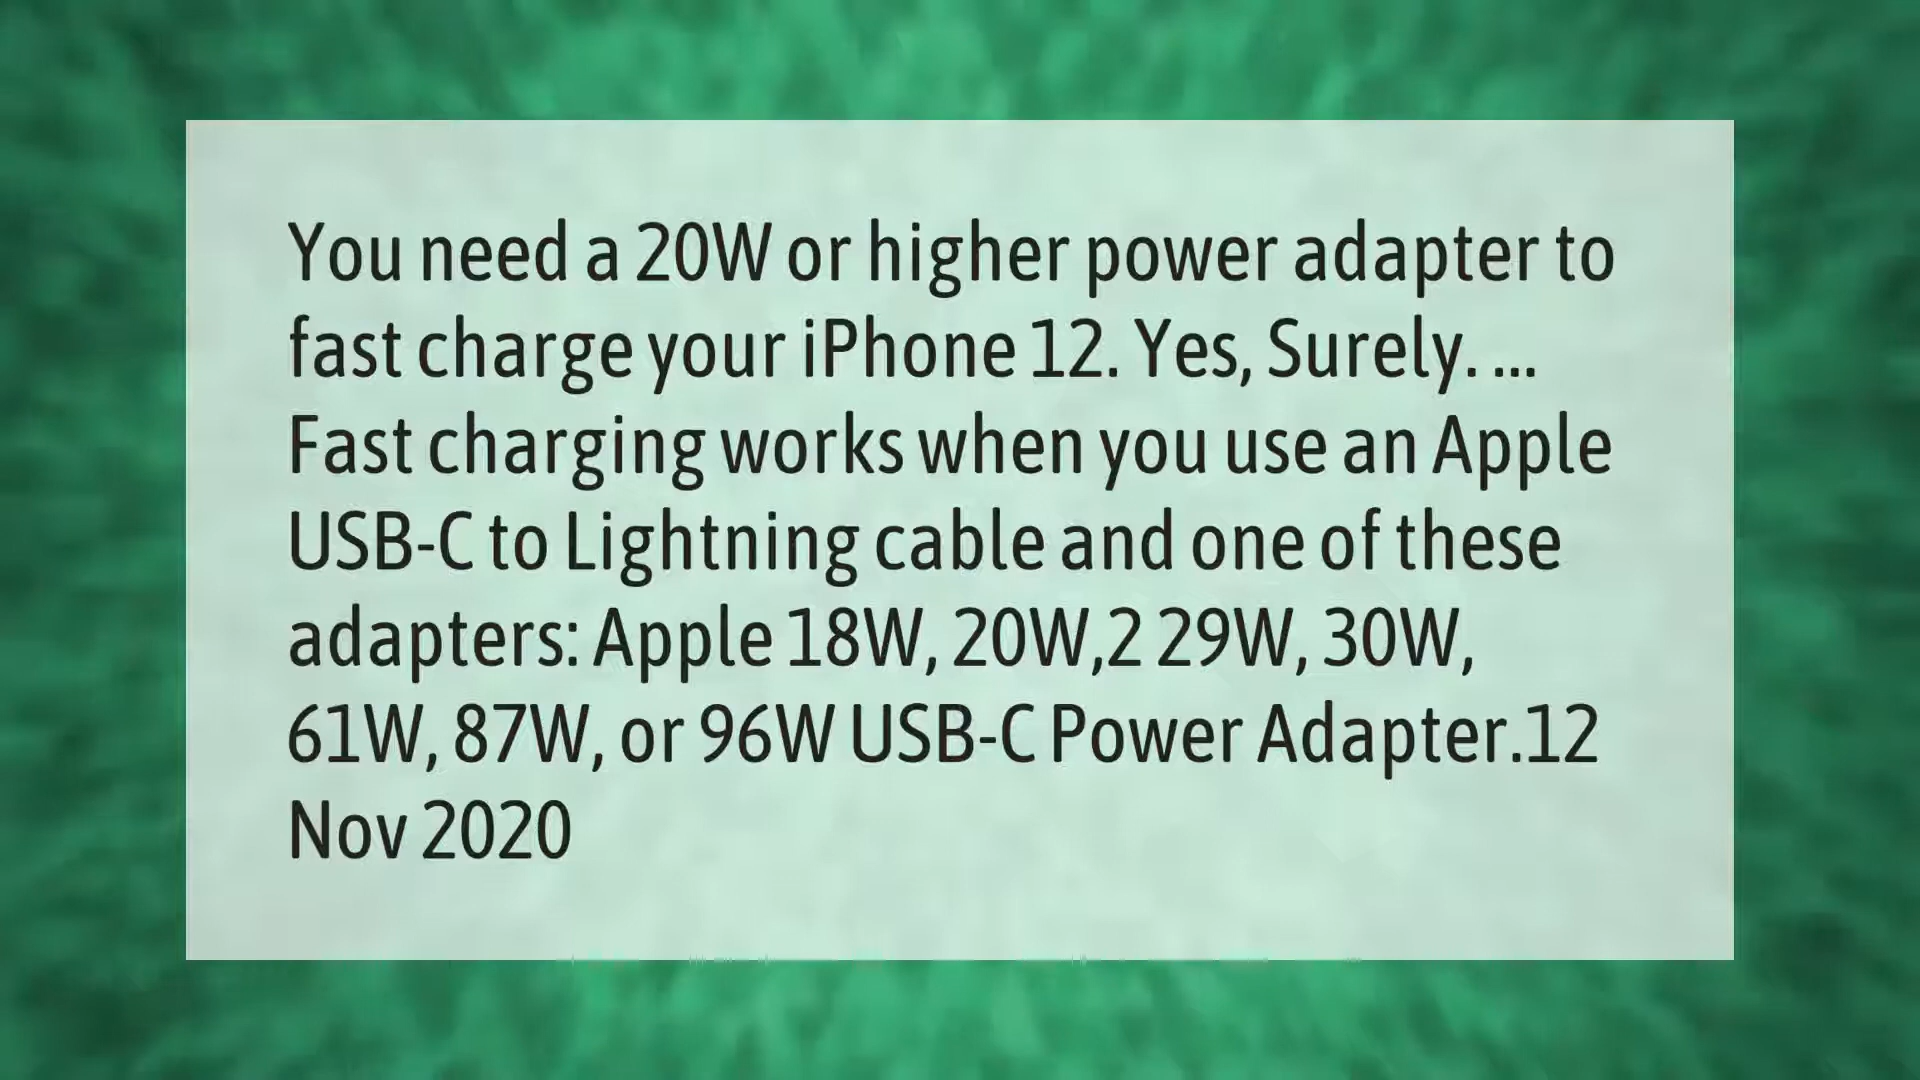 You need a 20W or higher power adapter to
fast charge your iPhone 12. Yes, Surely. ...
Fast charging works when you use an Apple
USB-C to Lightning cable and one of these
adapters: Apple 18W, 20W,2 29W, 30W,
61W, 87W, or 96W USB-C Power Adapter.12
Nov 2020